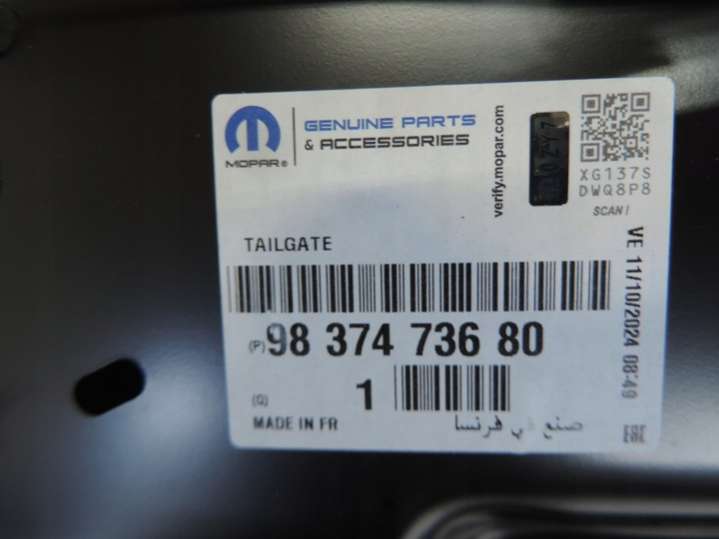 MOPAR®
GENUINE PARTS
& ACCESSORIES
verify.mopar.com
XG137S
DWQ8P8
SCAN!
TAILGATE
VE 11/10/2024 08:49
(P) 98 374 736 80
(Q) 1
MADE IN FR
صنع في فرنسا
EAC